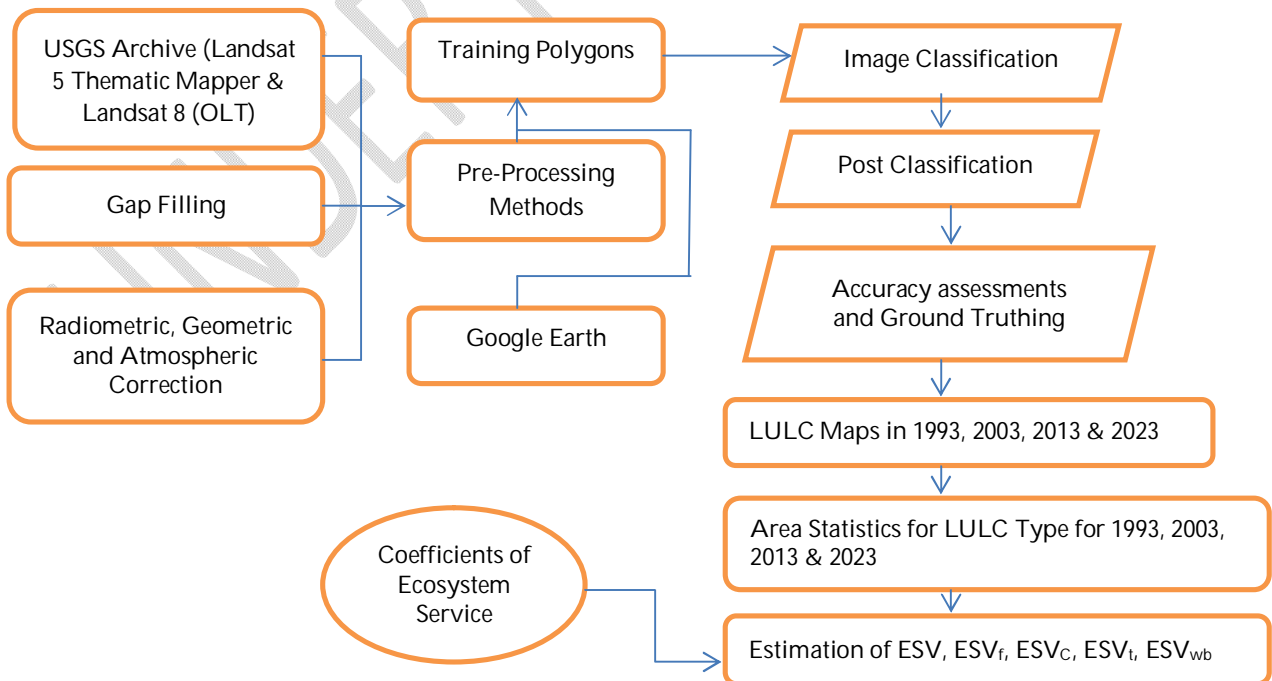 USGS Archive (Landsat
5 Thematic Mapper &
Landsat 8 (OLT)
Training Polygons
Image Classification
Gap Filling
Pre-Processing
Methods
Post Classification
Radiometric, Geometric
and Atmospheric
Correction
Google Earth
Accuracy assessments
and Ground Truthing
LULC Maps in 1993, 2003, 2013 & 2023
Area Statistics for LULC Type for 1993, 2003,
2013 & 2023
Coefficients of
Ecosystem
Service
Estimation of ESV, ESVf, ESVC, ESVt, ESVwb